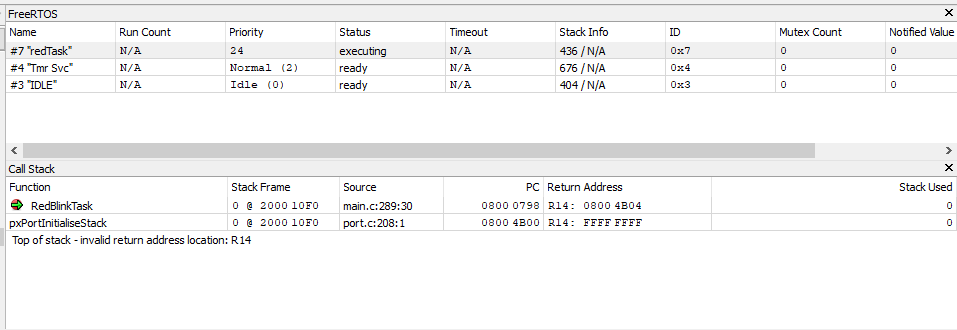 FreeRTOS
Name Run Count Priority Status Timeout Stack Info ID Mutex Count Notified Value
#7 "redTask" N/A 24 executing N/A 436 / N/A 0x7 0 0
#4 "Tmr Svc" N/A Normal (2) ready N/A 676 / N/A 0x4 0 0
#3 "IDLE" N/A Idle (0) ready N/A 404 / N/A 0x3 0 0
Call Stack
Function Stack Frame Source PC Return Address Stack Used
RedBlinkTask 0 @ 2000 10F0 main.c:289:30 0800 0798 R14: 0800 4B04 0
pxPortInitialiseStack 0 @ 2000 10F0 port.c:208:1 0800 4B00 R14: FFFF FFFF 0
Top of stack - invalid return address location: R14